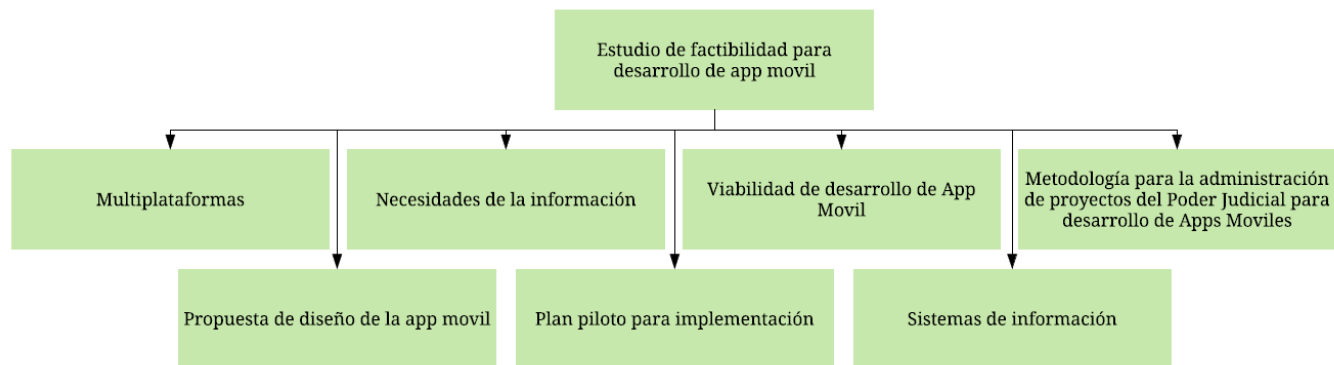 Estudio de factibilidad para
desarrollo de app movil
Multiplataformas
Necesidades de la información
Viabilidad de desarrollo de App
Movil
Metodología para la administración
de proyectos del Poder Judicial para
desarrollo de Apps Moviles
Propuesta de diseño de la app movil
Plan piloto para implementación
Sistemas de información